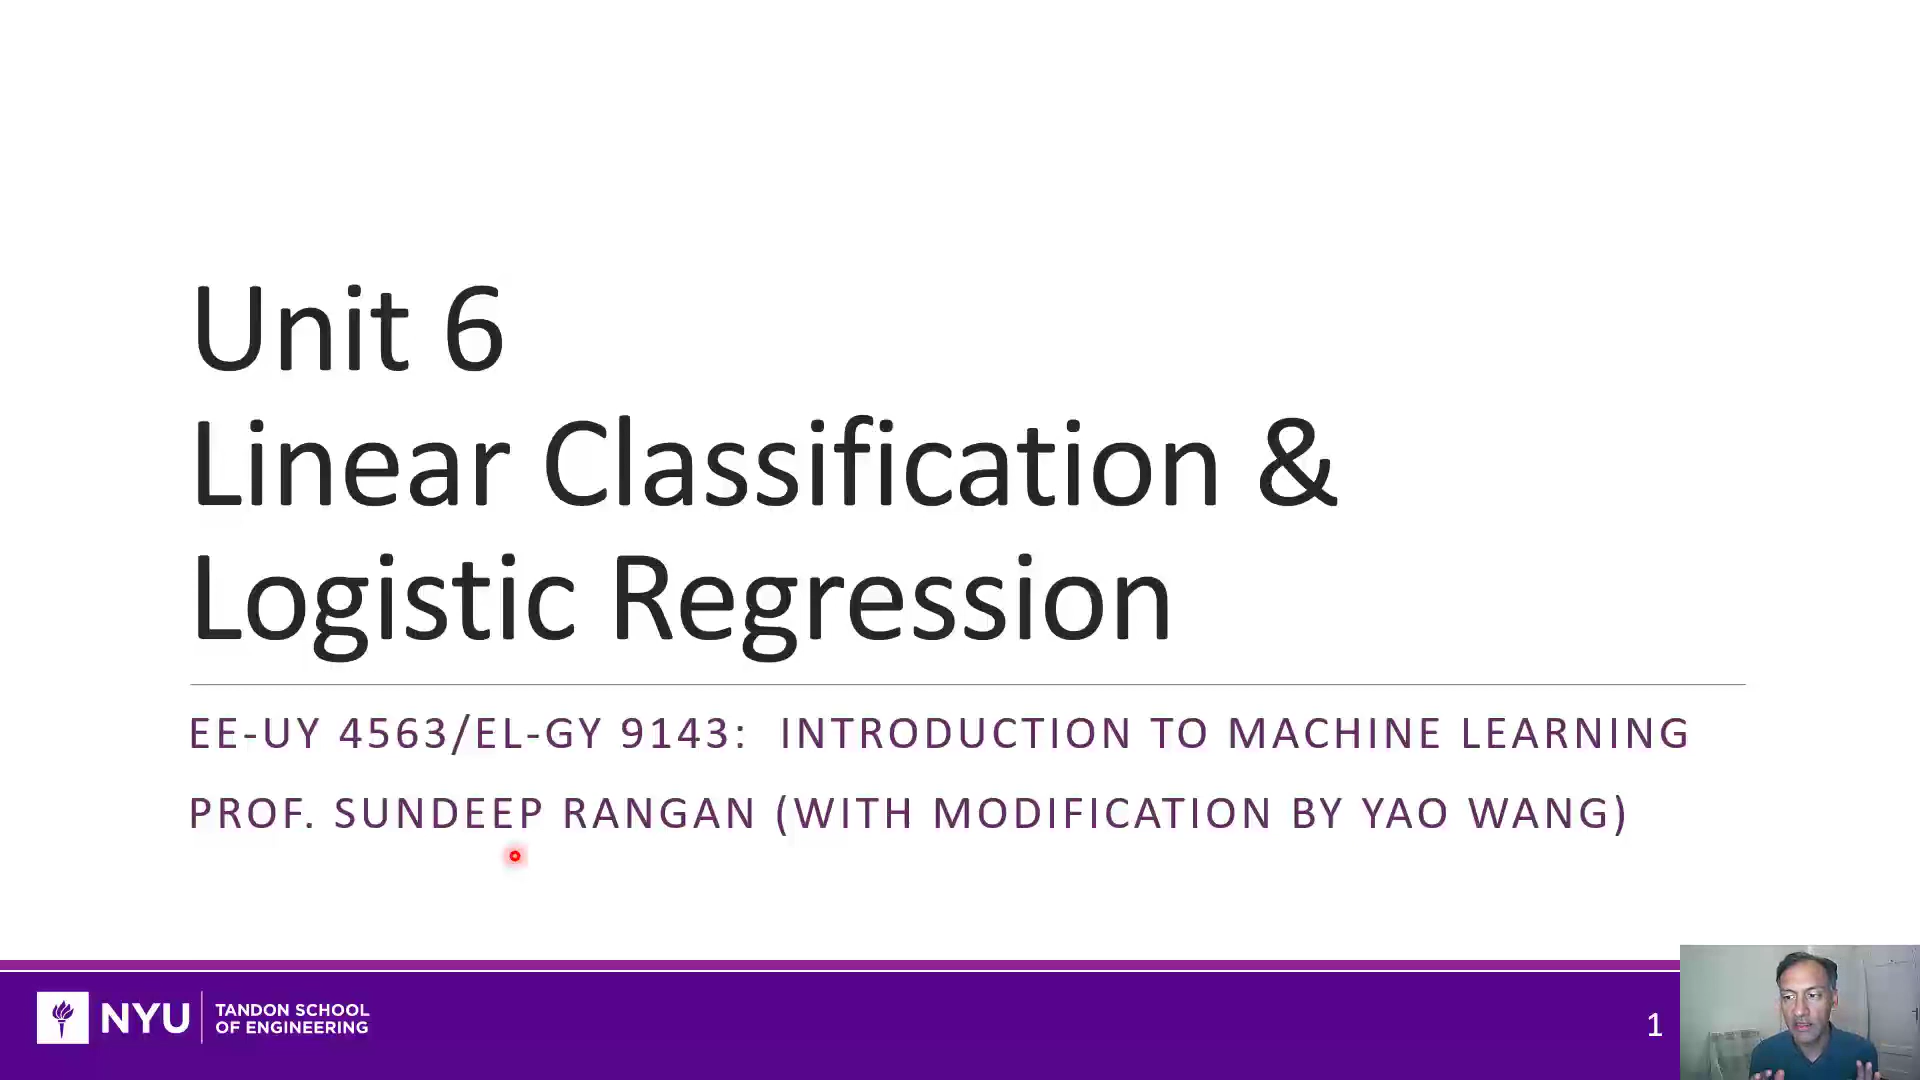 Unit 6
Linear Classification &
Logistic Regression
EE-UY 4563/EL-GY 9143: INTRODUCTION TO MACHINE LEARNING
PROF. SUNDEEP RANGAN (WITH MODIFICATION BY YAO WANG)
NYU
TANDON SCHOOL
OF ENGINEERING
1